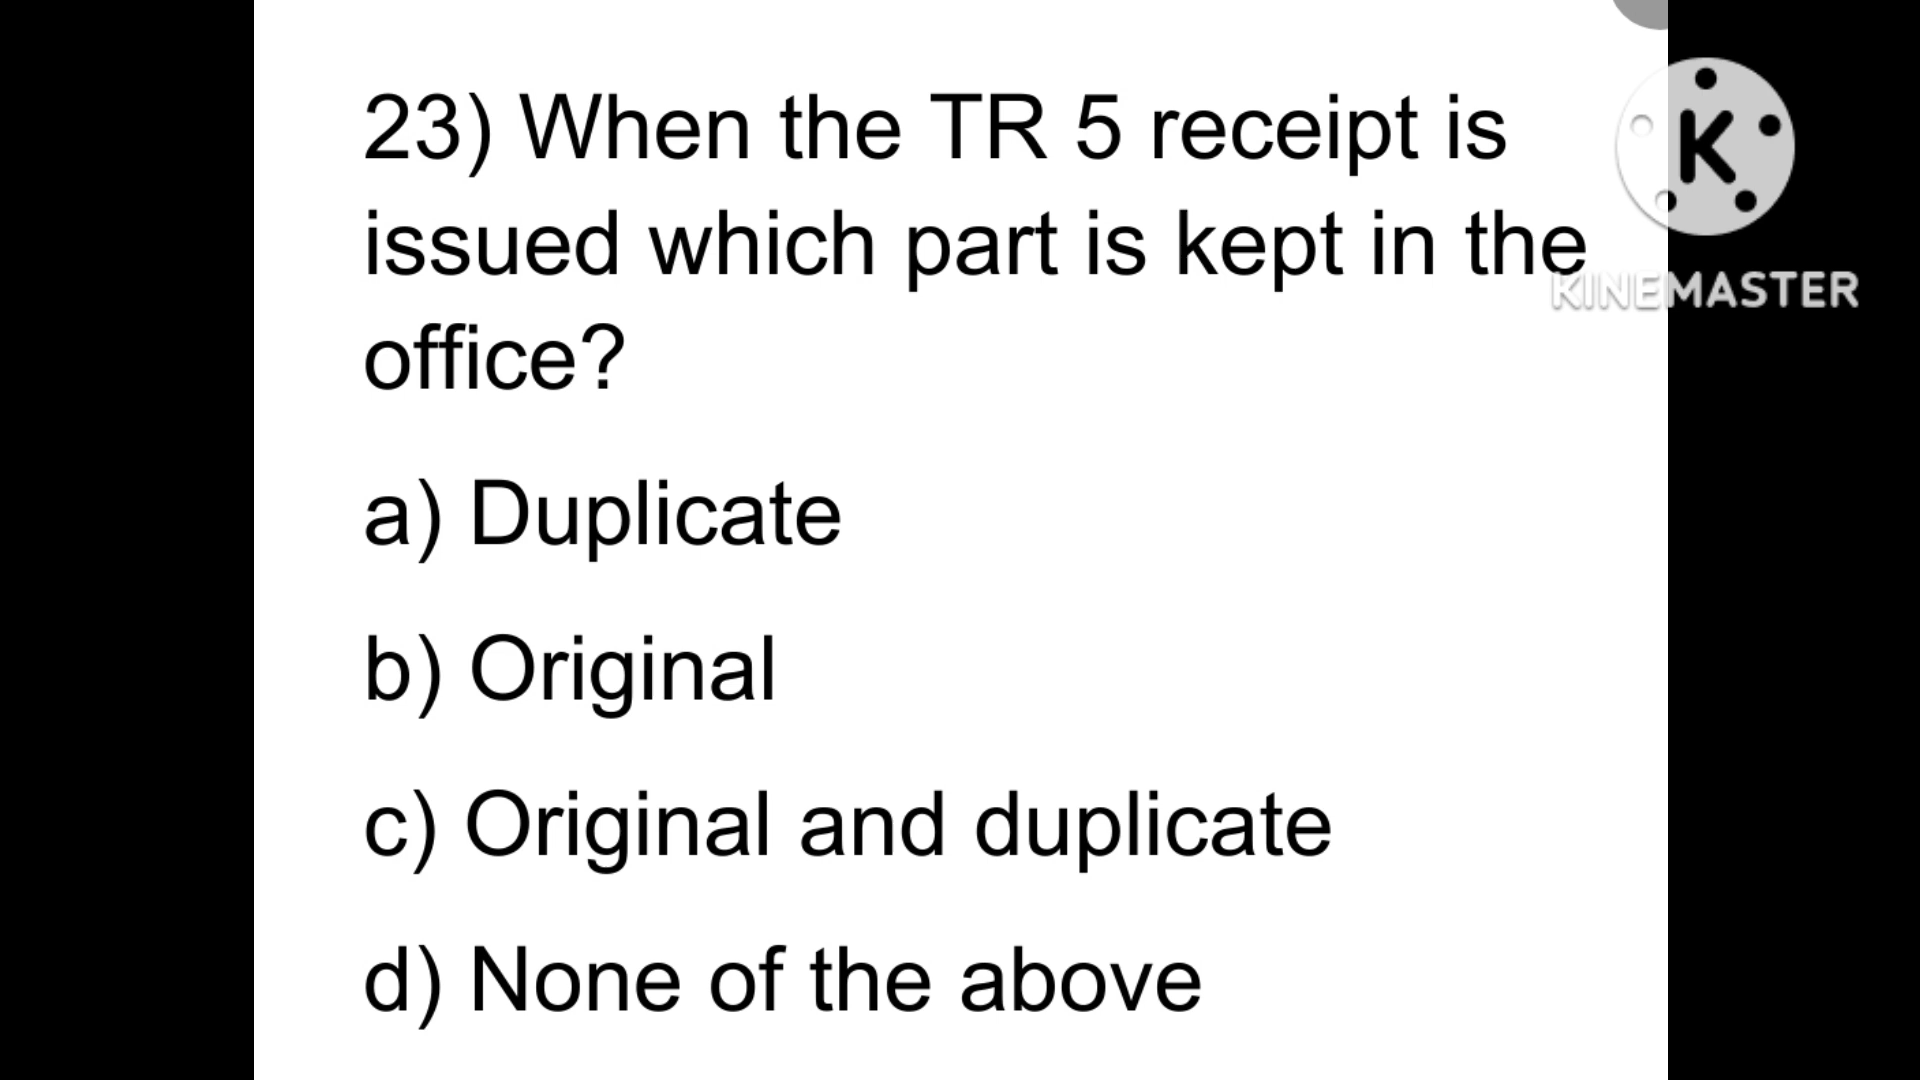 23) When the TR 5 receipt is
issued which part is kept in the
office?
a) Duplicate
b) Original
c) Original and duplicate
d) None of the above
K
KINEMASTER